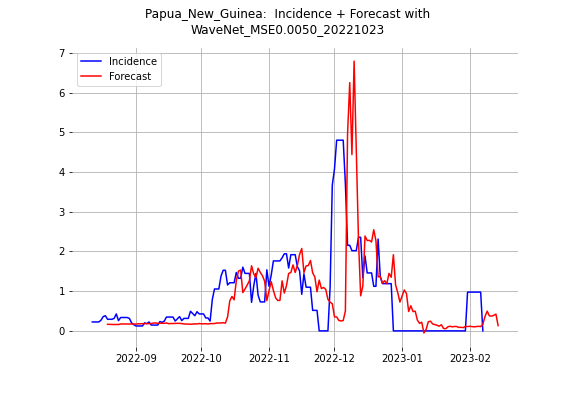 Papua_New_Guinea:  Incidence + Forecast with
WaveNet_MSE0.0050_20221023
Incidence
Forecast
7
6
5
4
3
2
1
0
2022-09 2022-10 2022-11 2022-12 2023-01 2023-02